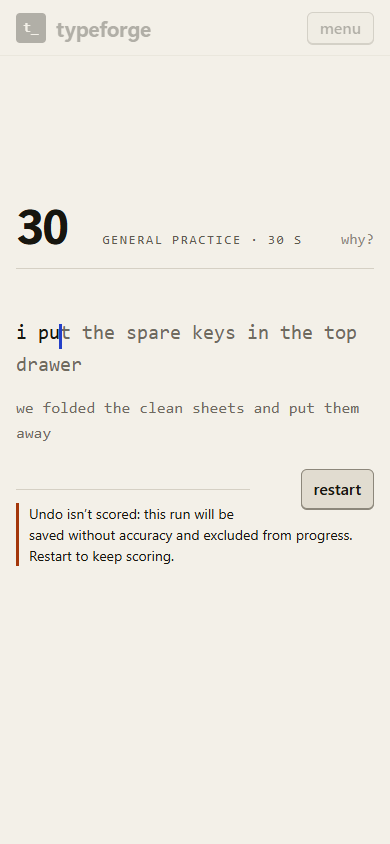 t_ typeforge menu
30 GENERAL PRACTICE · 30 S why?
i put the spare keys in the top
drawer
we folded the clean sheets and put them
away
restart
Undo isn't scored: this run will be
saved without accuracy and excluded from progress.
Restart to keep scoring.